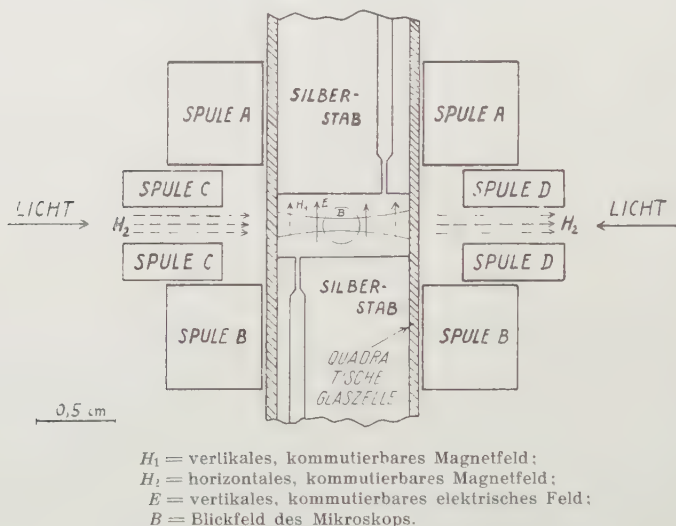 SILBER-
STAB
SPULE A
SPULE A
SPULE C
SPULE D
LICHT
H₁
E
B
LICHT
H₂
H₂
SPULE C
SPULE D
SILBER-
STAB
SPULE B
SPULE B
QUADRA
TISCHE
GLASZELLE
0,5 cm
H₁ = vertikales, kommutierbares Magnetfeld;
H₂ = horizontales, kommutierbares Magnetfeld;
E = vertikales, kommutierbares elektrisches Feld;
B = Blickfeld des Mikroskops.